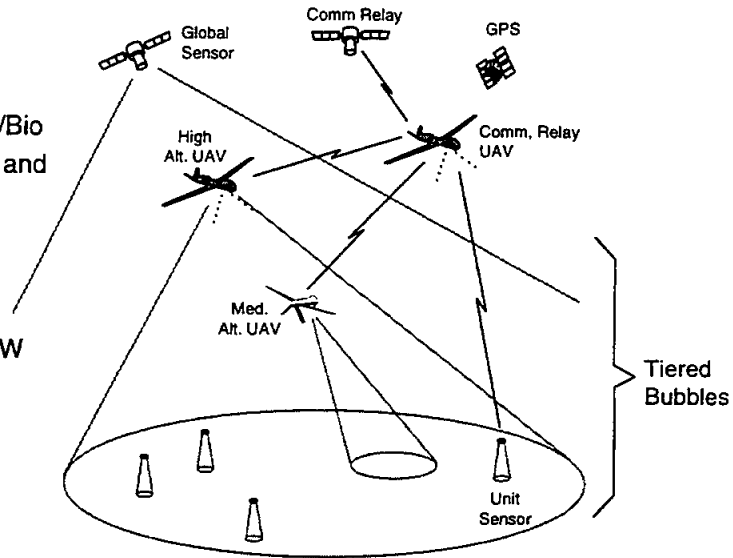 Comm Relay
Global
Sensor
GPS
/Bio
and
High
Alt. UAV
Comm, Relay
UAV
Med.
Alt. UAV
W
Tiered
Bubbles
Unit
Sensor